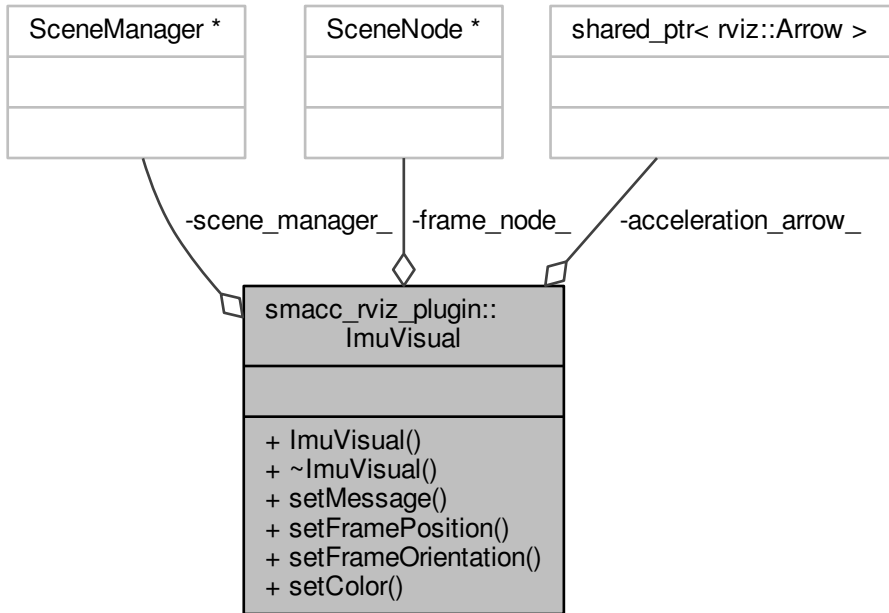 SceneManager *
SceneNode *
shared_ptr< rviz::Arrow >
-scene_manager_
-frame_node_
-acceleration_arrow_
smacc_rviz_plugin::
ImuVisual
+ ImuVisual()
+ ~ImuVisual()
+ setMessage()
+ setFramePosition()
+ setFrameOrientation()
+ setColor()